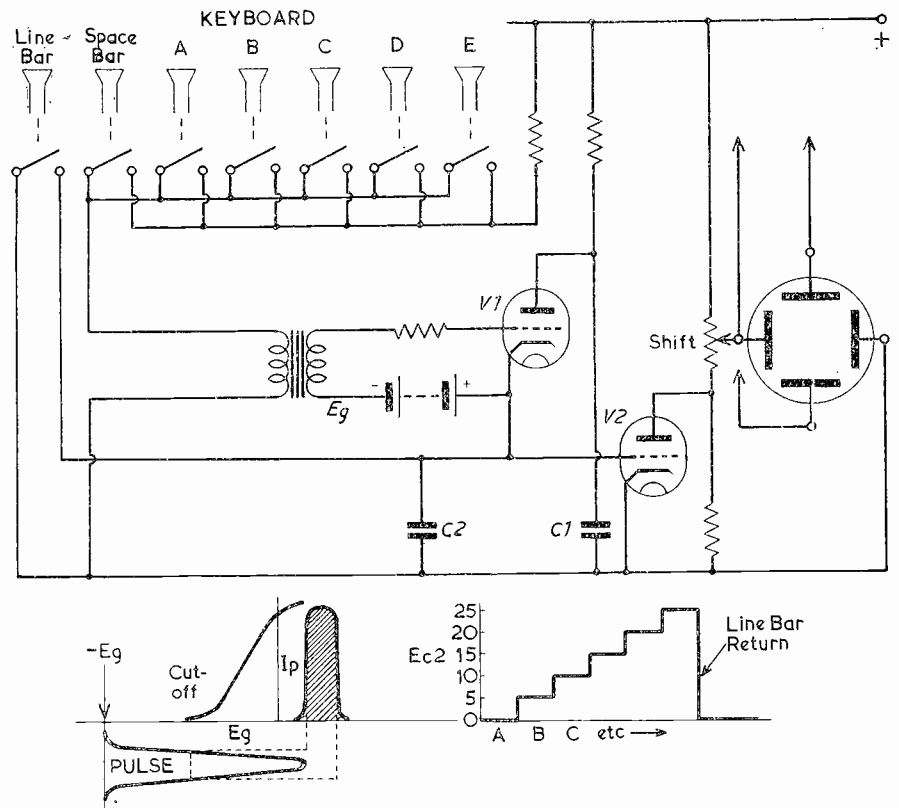 KEYBOARD
Line Bar
Space Bar
A
B
C
D
E
+
V1
Shift
- +
Eg
V2
C2
C1
-Eg
Cut-off
Ip
Eg
PULSE
25
20
15
10
5
0
Ec2
Line Bar
Return
A B C etc